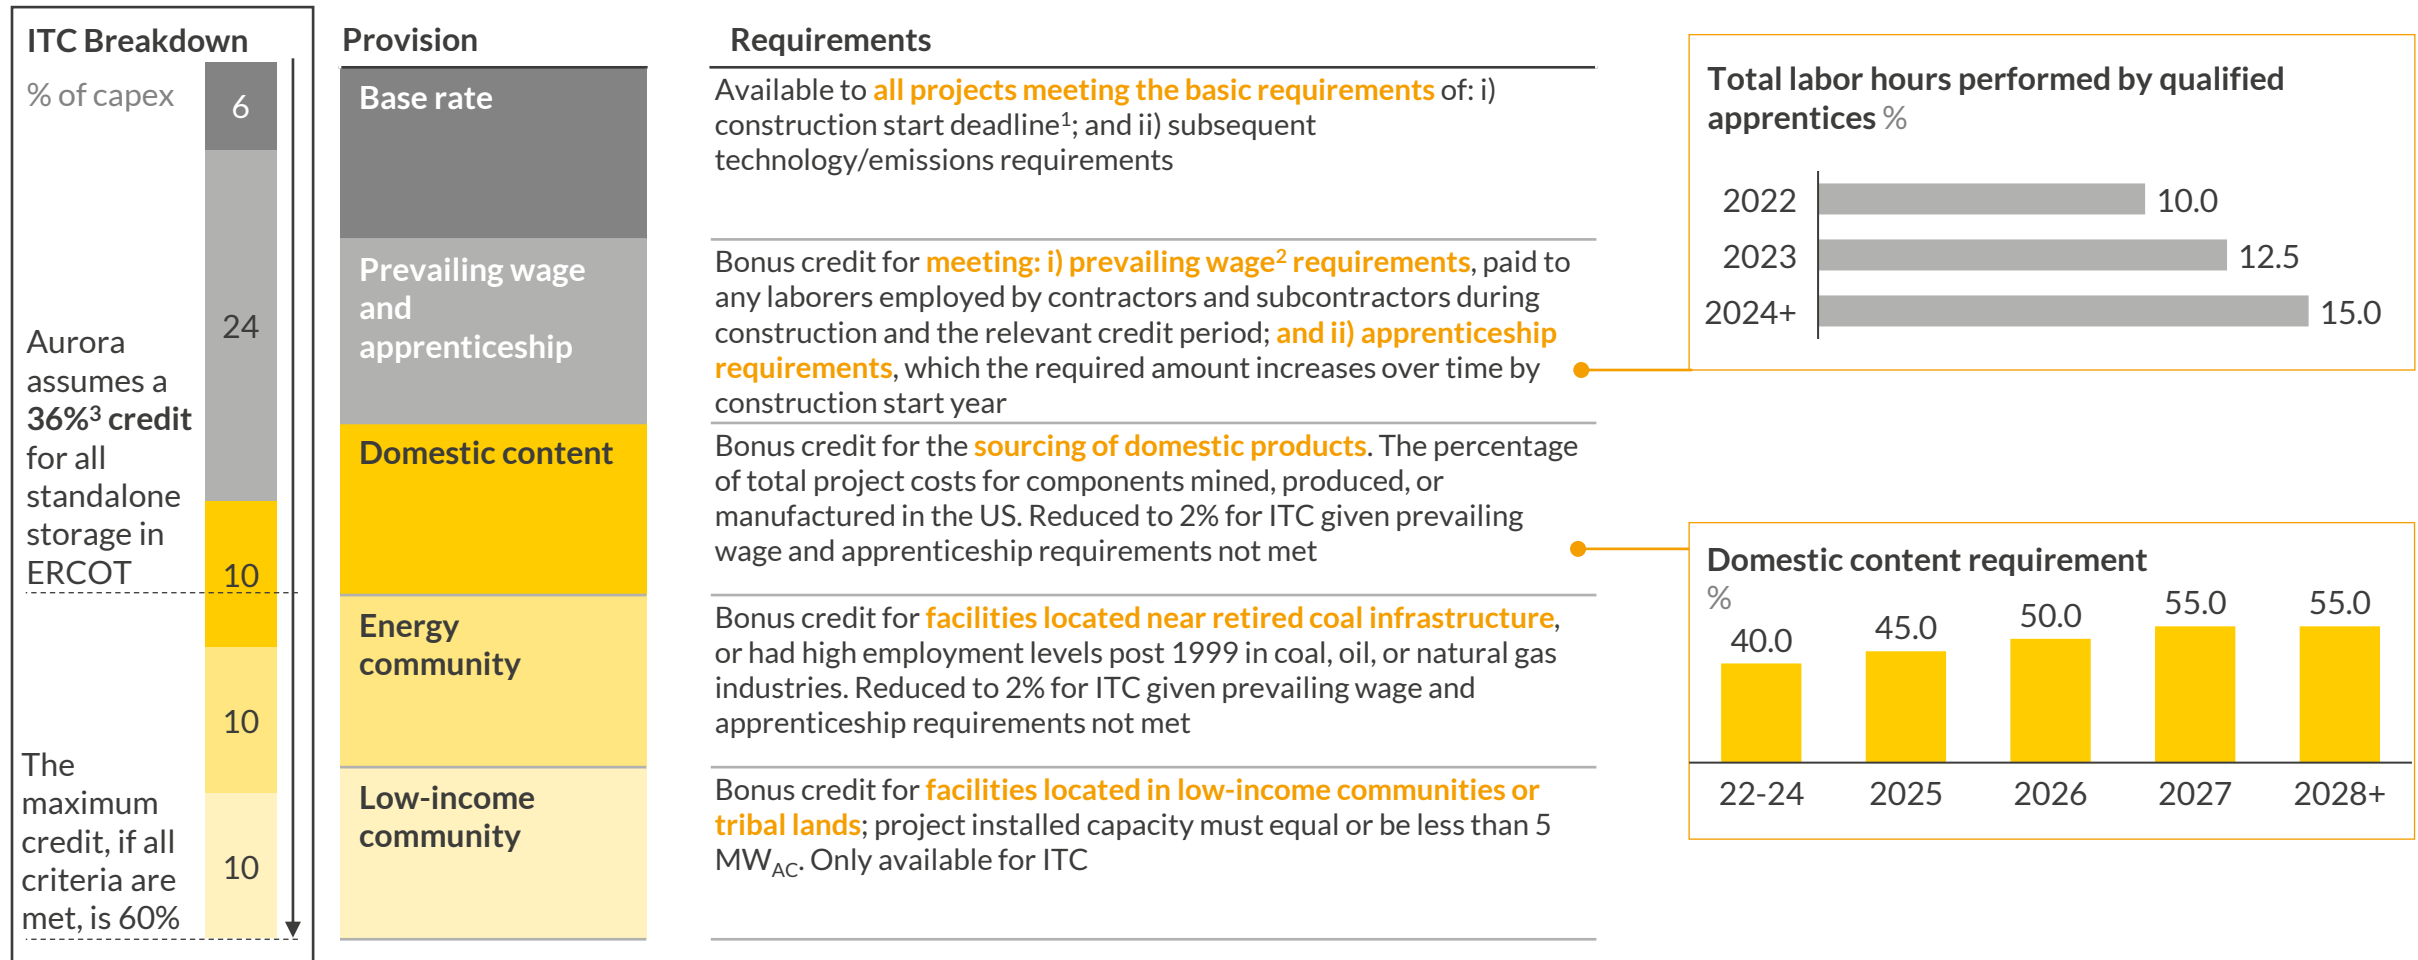 ITC Breakdown
% of capex
6
24
10
10
10
Aurora
assumes a
36%³ credit
for all
standalone
storage in
ERCOT
The
maximum
credit, if all
criteria are
met, is 60%
Provision
Requirements
Base rate
Available to all projects meeting the basic requirements of: i)
construction start deadline¹; and ii) subsequent
technology/emissions requirements
Prevailing wage
and
apprenticeship
Bonus credit for meeting: i) prevailing wage² requirements, paid to
any laborers employed by contractors and subcontractors during
construction and the relevant credit period; and ii) apprenticeship
requirements, which the required amount increases over time by
construction start year
Domestic content
Bonus credit for the sourcing of domestic products. The percentage
of total project costs for components mined, produced, or
manufactured in the US. Reduced to 2% for ITC given prevailing
wage and apprenticeship requirements not met
Energy
community
Bonus credit for facilities located near retired coal infrastructure,
or had high employment levels post 1999 in coal, oil, or natural gas
industries. Reduced to 2% for ITC given prevailing wage and
apprenticeship requirements not met
Low-income
community
Bonus credit for facilities located in low-income communities or
tribal lands; project installed capacity must equal or be less than 5
MWAC. Only available for ITC
Total labor hours performed by qualified
apprentices %
2022 10.0
2023 12.5
2024+ 15.0
Domestic content requirement
%
40.0 45.0 50.0 55.0 55.0
22-24 2025 2026 2027 2028+